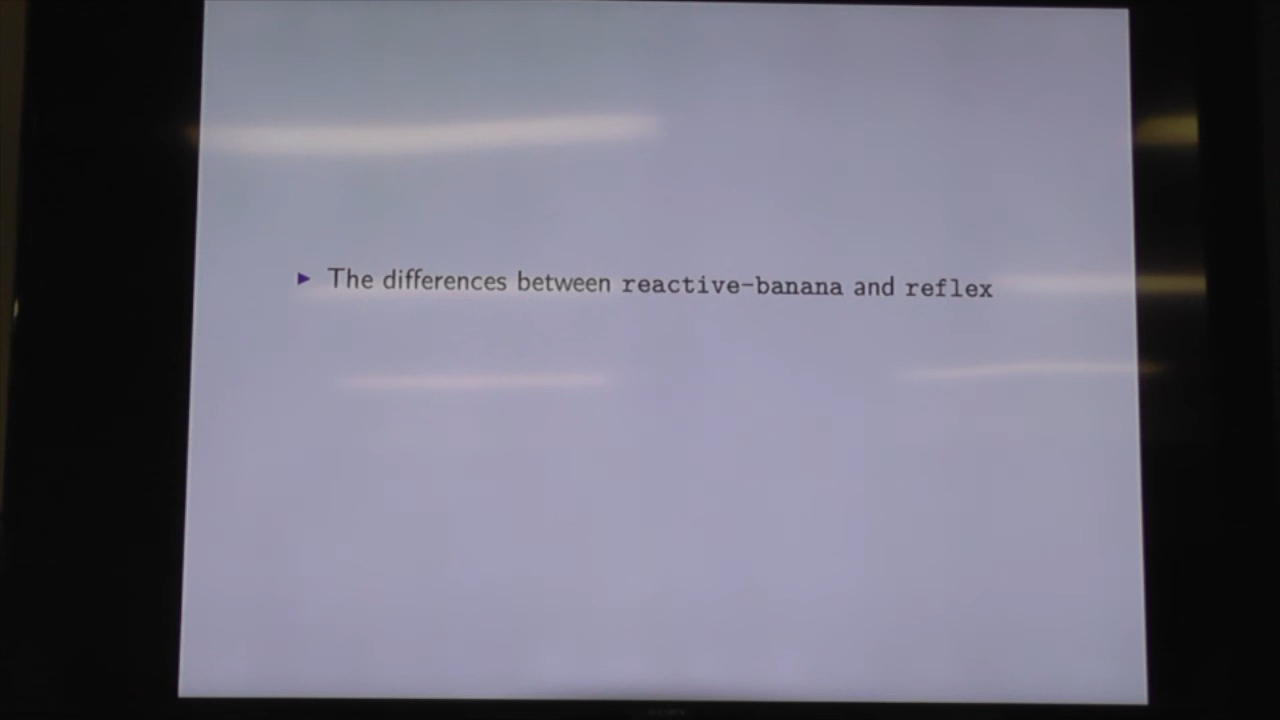 ► The differences between reactive-banana and reflex